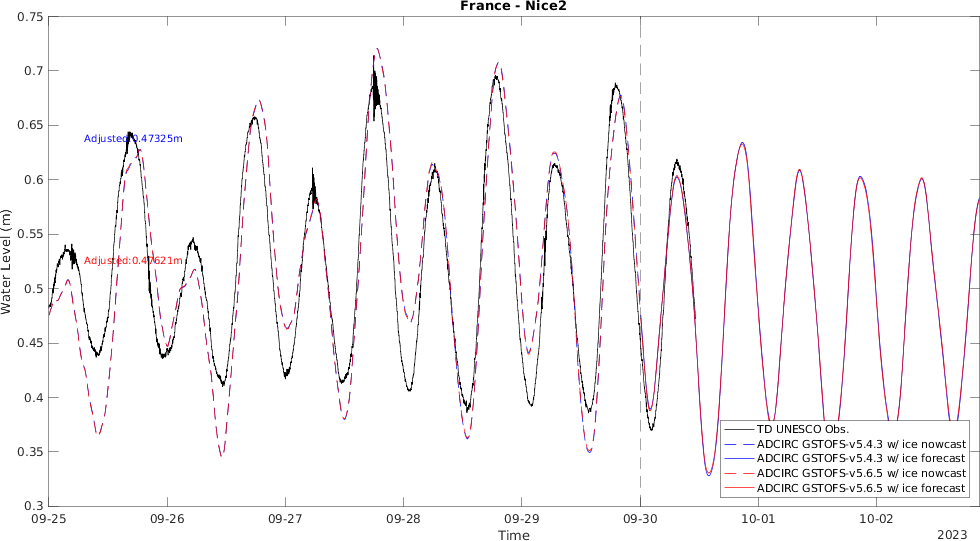 France - Nice2
0.75
0.7
0.65
0.6
0.55
0.5
0.45
0.4
0.35
0.3
Water Level (m)
Adjusted:0.47325m
Adjusted:0.47621m
TD UNESCO Obs.
ADCIRC GSTOFS-v5.4.3 w/ ice nowcast
ADCIRC GSTOFS-v5.4.3 w/ ice forecast
ADCIRC GSTOFS-v5.6.5 w/ ice nowcast
ADCIRC GSTOFS-v5.6.5 w/ ice forecast
09-25 09-26 09-27 09-28 09-29 09-30 10-01 10-02
Time
2023